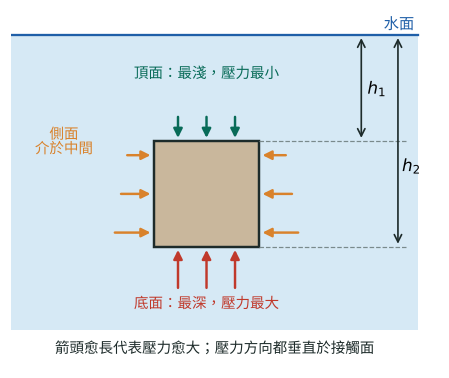 水面
頂面：最淺，壓力最小
h₁
側面
介於中間
h₂
底面：最深，壓力最大
箭頭愈長代表壓力愈大；壓力方向都垂直於接觸面